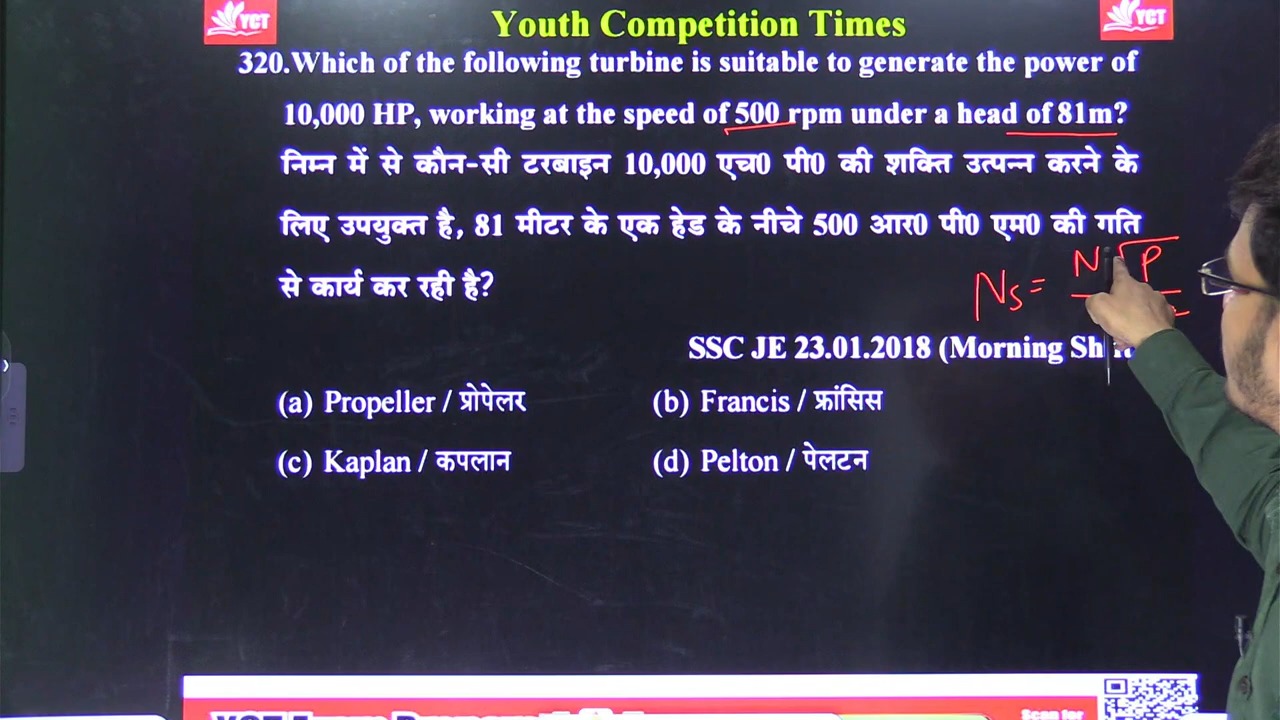 YCT
Youth Competition Times
YCT
320.Which of the following turbine is suitable to generate the power of
10,000 HP, working at the speed of 500 rpm under a head of 81m?
निम्न में से कौन-सी टरबाइन 10,000 एच0 पी0 की शक्ति उत्पन्न करने के
लिए उपयुक्त है, 81 मीटर के एक हेड के नीचे 500 आर0 पी0 एम0 की गति
से कार्य कर रही है?
Ns = N√P
SSC JE 23.01.2018 (Morning
(a) Propeller / प्रोपेलर
(b) Francis / फ्रांसिस
(c) Kaplan / कपलान
(d) Pelton / पेलटन
Scan for